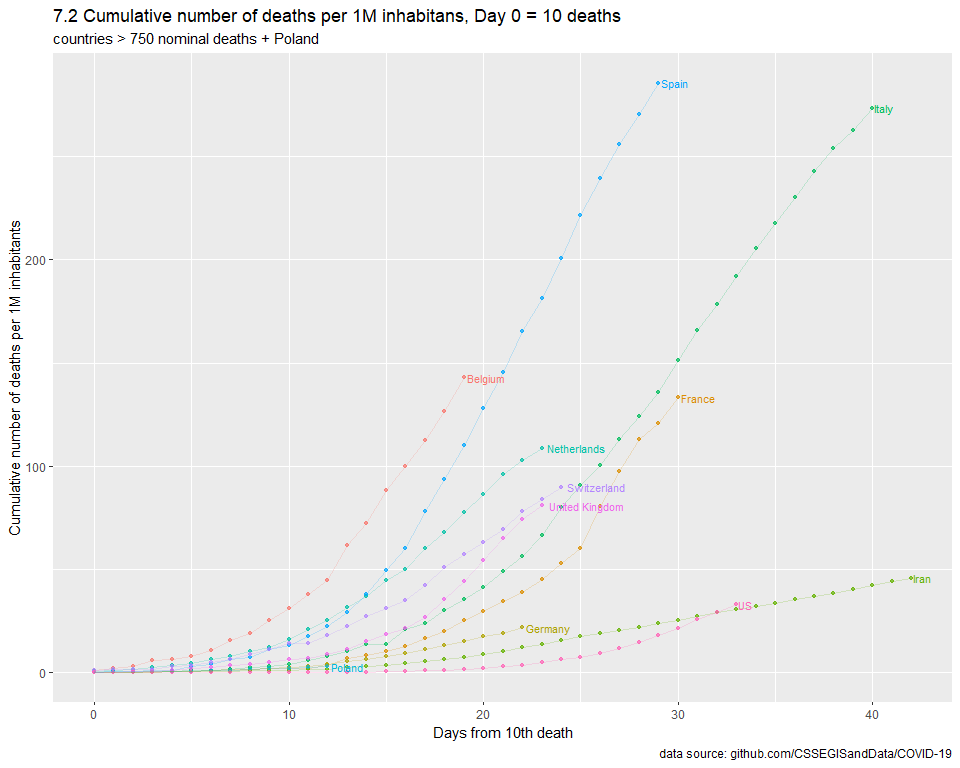 7.2 Cumulative number of deaths per 1M inhabitans, Day 0 = 10 deaths
countries > 750 nominal deaths + Poland
Cumulative number of deaths per 1M inhabitants
200
100
0
Spain
Italy
Belgium
France
Netherlands
Switzerland
United Kingdom
Iran
US
Germany
Poland
0
10
20
30
40
Days from 10th death
data source: github.com/CSSEGISandData/COVID-19